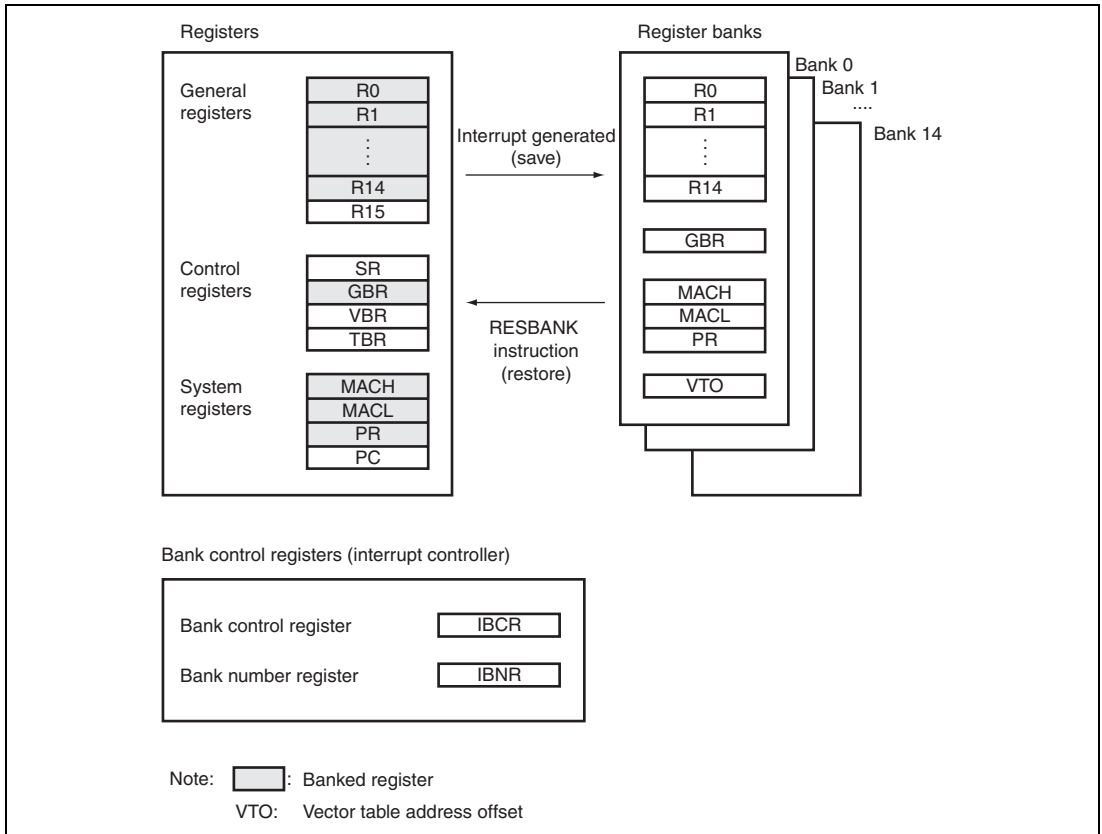 Registers
General
registers
R0
R1
⋮
R14
R15
Control
registers
SR
GBR
VBR
TBR
System
registers
MACH
MACL
PR
PC
Interrupt generated
(save)
RESBANK
instruction
(restore)
Register banks
Bank 0
Bank 1
....
Bank 14
R0
R1
⋮
R14
GBR
MACH
MACL
PR
VTO
Bank control registers (interrupt controller)
Bank control register IBCR
Bank number register IBNR
Note: : Banked register
VTO: Vector table address offset